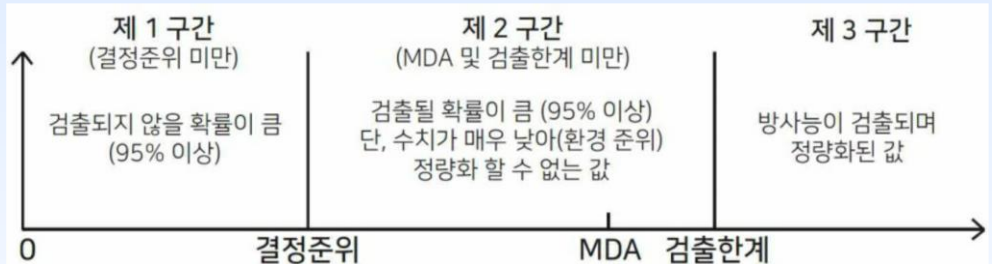 제 1 구간
(결정준위 미만)
검출되지 않을 확률이 큼
(95% 이상)
제 2 구간
(MDA 및 검출한계 미만)
검출될 확률이 큼 (95% 이상)
단, 수치가 매우 낮아(환경 준위)
정량화 할 수 없는 값
제 3 구간
방사능이 검출되며
정량화된 값
0
결정준위
MDA
검출한계